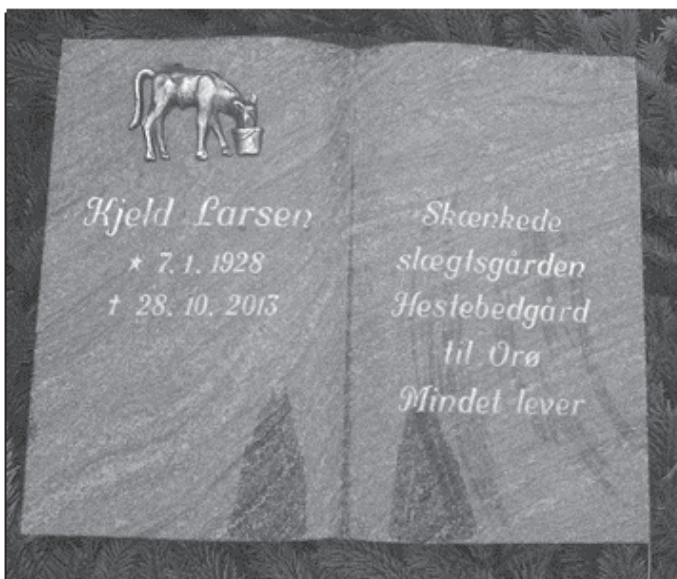 Kjeld Larsen
★ 7. 1. 1928
† 28. 10. 2013
Skænkede
slægtsgården
Hestebedgård
til Orø
Mindet lever